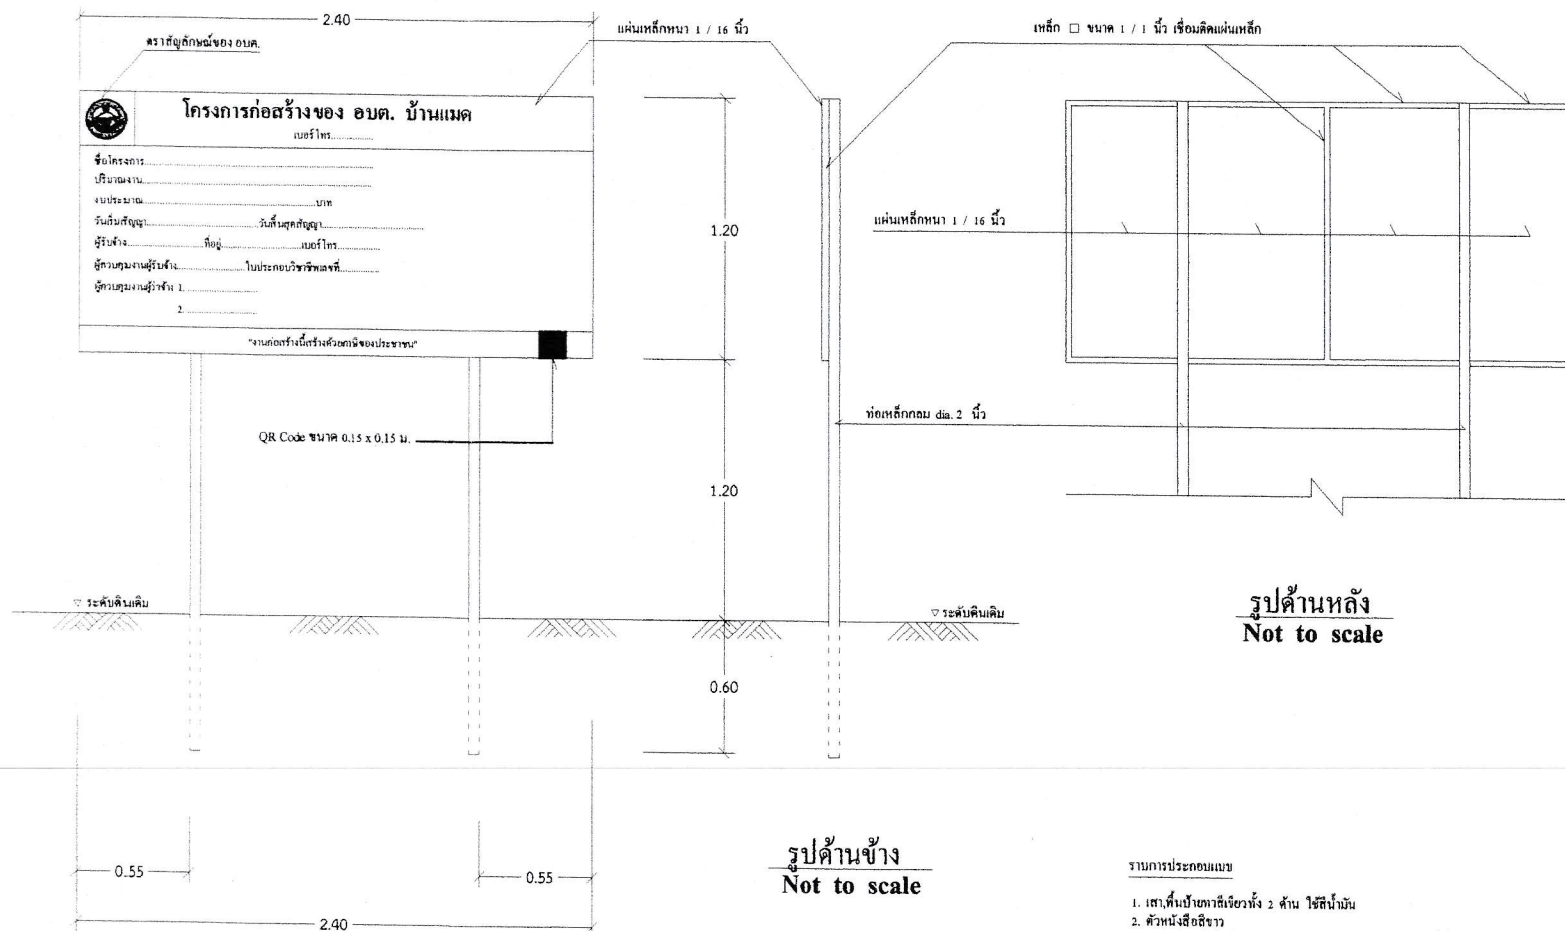 2.40
ตราสัญลักษณ์ของ อบต.
แผ่นเหล็กหนา 1 / 16 นิ้ว
เหล็ก □ ขนาด 1 / 1 นิ้ว เชื่อมติดแผ่นเหล็ก
โครงการก่อสร้างของ อบต. บ้านแมด
เบอร์โทร..............
ชื่อโครงการ..............
ปริมาณงาน..............
งบประมาณ..............บาท
วันเริ่มสัญญา..............วันสิ้นสุดสัญญา..............
ผู้รับจ้าง..............ที่อยู่..............เบอร์โทร..............
ผู้ควบคุมงานผู้รับจ้าง..............ใบประกอบวิชาชีพเลขที่..............
ผู้ควบคุมงานผู้ว่าจ้าง 1...............
2...............
"งานก่อสร้างนี้สร้างด้วยภาษีของประชาชน"
QR Code ขนาด 0.15 x 0.15 ม.
1.20
แผ่นเหล็กหนา 1 / 16 นิ้ว
ท่อเหล็กกลม dia. 2 นิ้ว
1.20
▽ ระดับดินเดิม
▽ ระดับดินเดิม
0.60
รูปด้านหลัง
Not to scale
0.55
0.55
2.40
รูปด้านข้าง
Not to scale
รายการประกอบแบบ
1. เสา,พื้นป้ายทาสีเขียวทั้ง 2 ด้าน ใช้สีน้ำมัน
2. ตัวหนังสือสีขาว